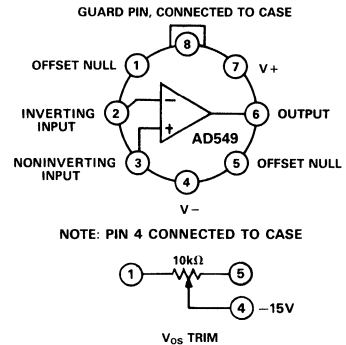 GUARD PIN, CONNECTED TO CASE
8
OFFSET NULL
1
7
V+
INVERTING
INPUT
2
−
6
OUTPUT
AD549
NONINVERTING
INPUT
3
+
5
OFFSET NULL
4
V−
NOTE: PIN 4 CONNECTED TO CASE
10kΩ
1
5
4
−15V
VOS TRIM